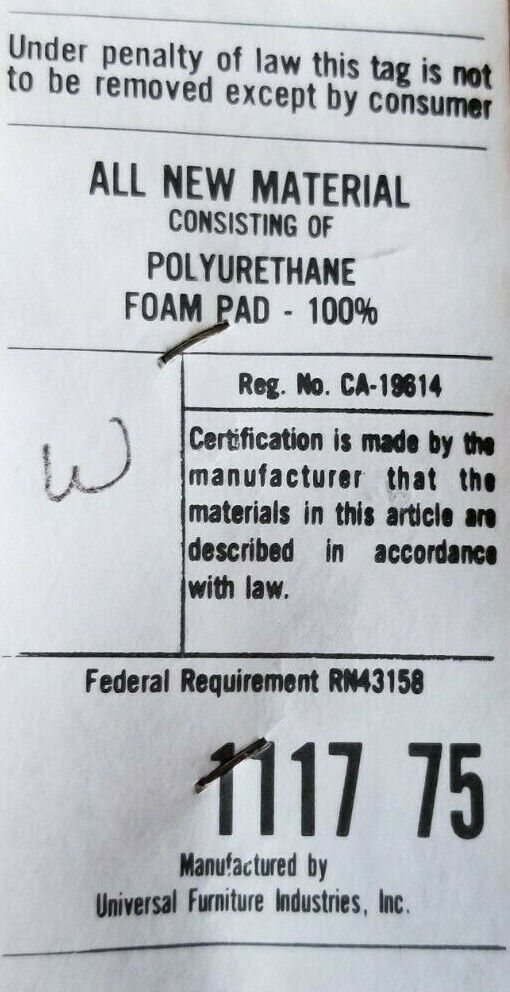 Under penalty of law this tag is not
to be removed except by consumer
ALL NEW MATERIAL
CONSISTING OF
POLYURETHANE
FOAM PAD - 100%
Reg. No. CA-19614
W
Certification is made by the
manufacturer that the
materials in this article are
described in accordance
with law.
Federal Requirement RN43158
1117 75
Manufactured by
Universal Furniture Industries, Inc.